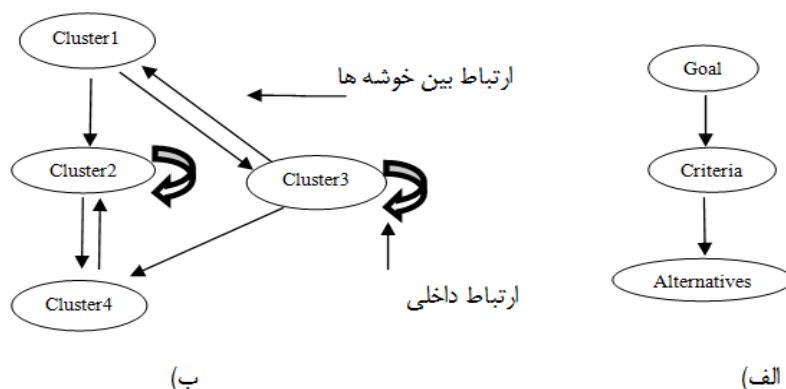 Cluster1
ارتباط بین خوشه ها
Cluster2
Cluster3
Cluster4
ارتباط داخلی
ب)
Goal
Criteria
Alternatives
الف)